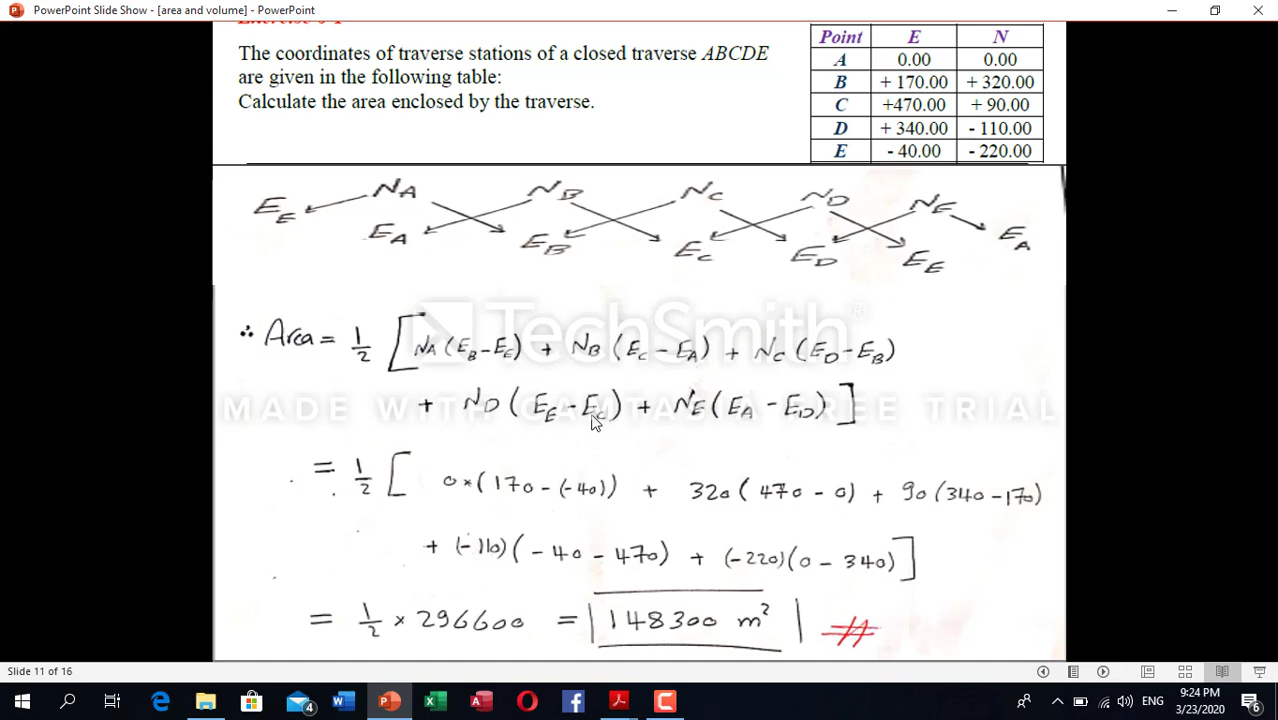 PowerPoint Slide Show - [area and volume] - PowerPoint
The coordinates of traverse stations of a closed traverse ABCDE
are given in the following table:
Calculate the area enclosed by the traverse.
Point E N
A 0.00 0.00
B + 170.00 + 320.00
C +470.00 + 90.00
D + 340.00 - 110.00
E - 40.00 - 220.00
NA NB NC ND NE
EE EA EB EC ED EE EA
∴ Area = 1/2 [ NA (EB - EE) + NB (EC - EA) + NC (ED - EB)
+ ND ( EE - EC) + NE ( EA - ED) ]
= 1/2 [ 0*(170-(-40)) + 320( 470 - 0) + 90(340-170)
+ (-110)( - 40 - 470) + (-220)(0 - 340) ]
= 1/2 × 296600 = 148300 m²
TechSmith
MADE WITH CAMTASIA FREE TRIAL
Slide 11 of 16
4
ENG
9:24 PM
3/23/2020
6